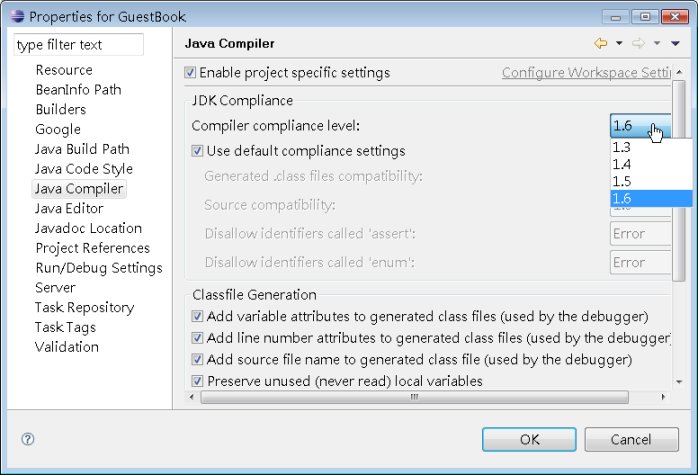 Properties for GuestBook
type filter text
Resource
BeanInfo Path
Builders
Google
Java Build Path
Java Code Style
Java Compiler
Java Editor
Javadoc Location
Project References
Run/Debug Settings
Server
Task Repository
Task Tags
Validation
Java Compiler
Enable project specific settings
Configure Workspace Setti
JDK Compliance
Compiler compliance level:
1.6
1.3
1.4
1.5
1.6
Use default compliance settings
Generated .class files compatibility:
Source compatibility:
Disallow identifiers called 'assert':
Error
Disallow identifiers called 'enum':
Error
Classfile Generation
Add variable attributes to generated class files (used by the debugger)
Add line number attributes to generated class files (used by the debugger
Add source file name to generated class file (used by the debugger)
Preserve unused (never read) local variables
OK
Cancel